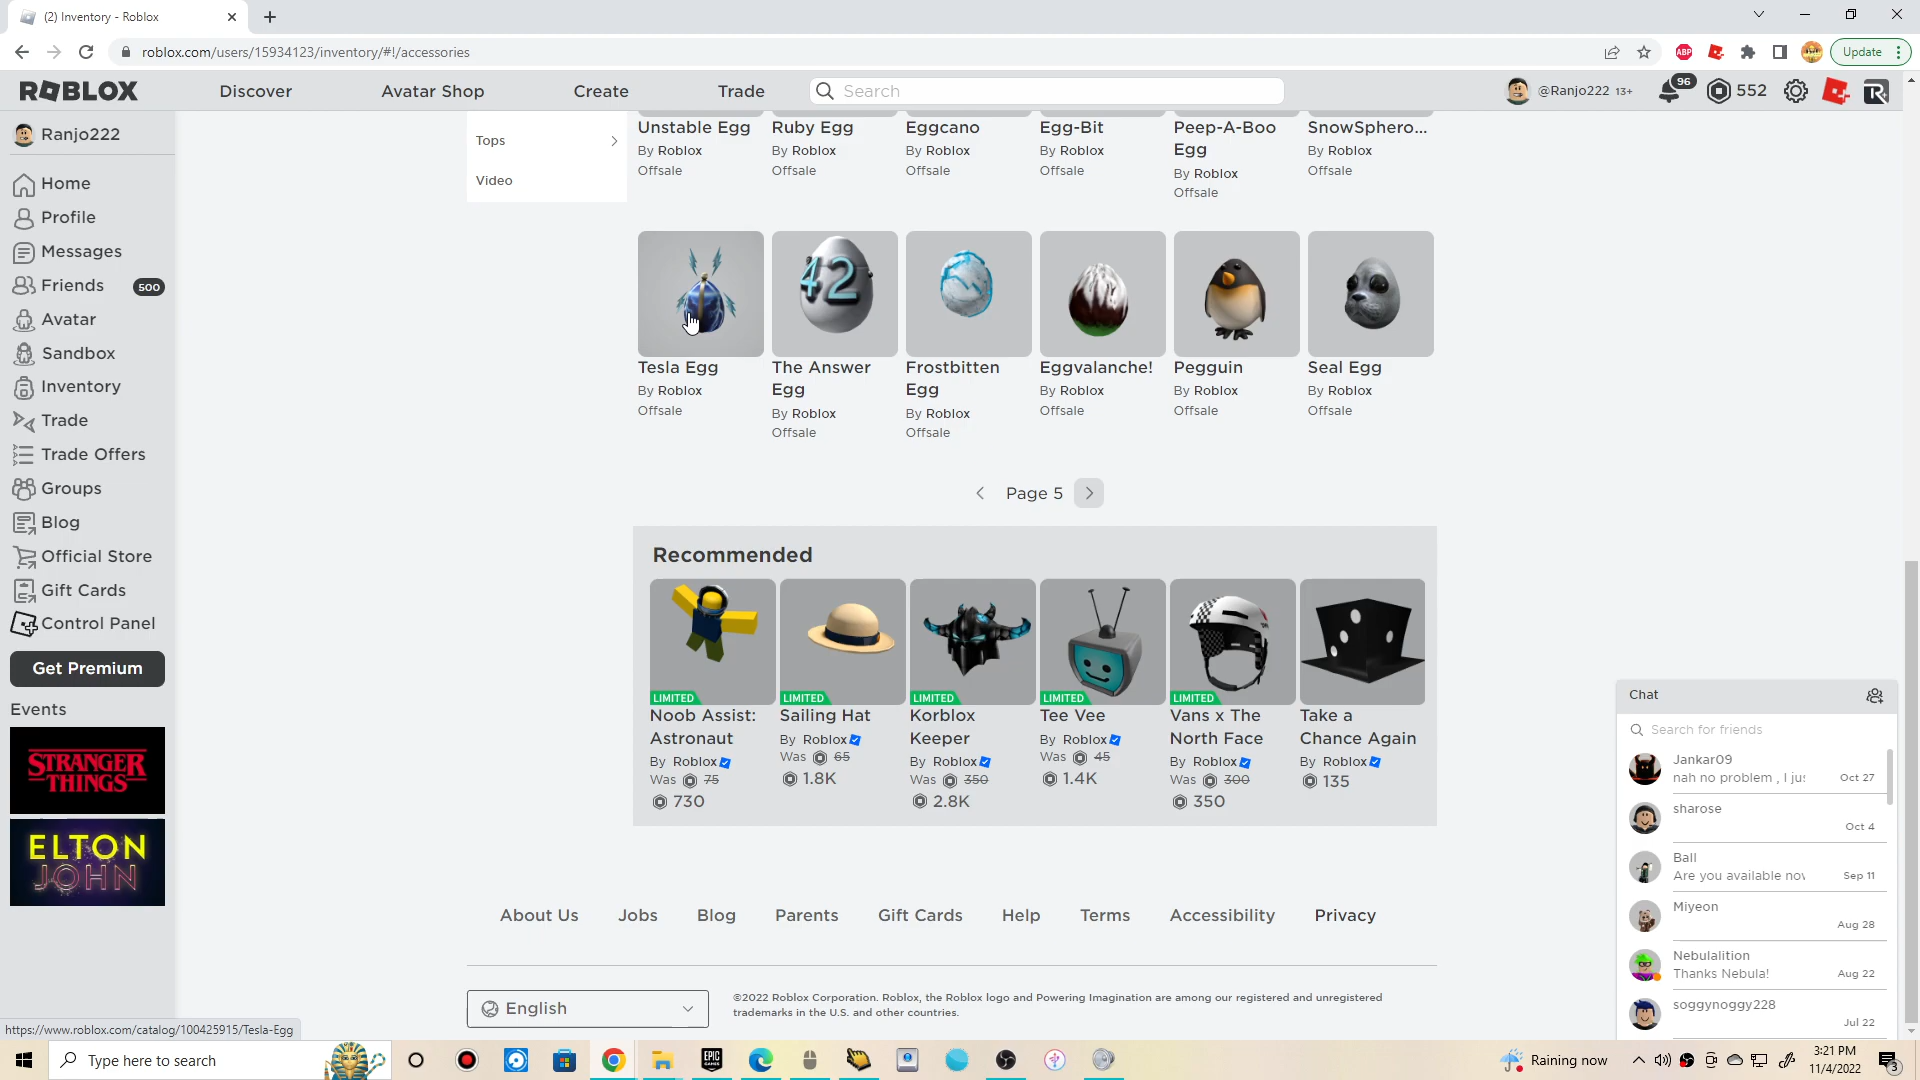 (2) Inventory - Roblox
roblox.com/users/15934123/inventory/#!/accessories
ABP
Update
ROBLOX
Discover
Avatar Shop
Create
Trade
Search
@Ranjo222 13+
96
552
Ranjo222
Home
Profile
Messages
Friends
500
Avatar
Sandbox
Inventory
Trade
Trade Offers
Groups
Blog
Official Store
Gift Cards
Control Panel
Get Premium
Events
STRANGER
THINGS
ELTON
JOHN
Tops
Video
Unstable Egg
By Roblox
Offsale
Ruby Egg
By Roblox
Offsale
Eggcano
By Roblox
Offsale
Egg-Bit
By Roblox
Offsale
Peep-A-Boo
Egg
By Roblox
Offsale
SnowSphero...
By Roblox
Offsale
Tesla Egg
By Roblox
Offsale
42
The Answer
Egg
By Roblox
Offsale
Frostbitten
Egg
By Roblox
Offsale
Eggvalanche!
By Roblox
Offsale
Pegguin
By Roblox
Offsale
Seal Egg
By Roblox
Offsale
Page 5
Recommended
LIMITED
Noob Assist:
Astronaut
By Roblox
Was 75
730
LIMITED
Sailing Hat
By Roblox
Was 65
1.8K
LIMITED
Korblox
Keeper
By Roblox
Was 350
2.8K
LIMITED
Tee Vee
By Roblox
Was 45
1.4K
LIMITED
Vans x The
North Face
By Roblox
Was 300
350
Take a
Chance Again
By Roblox
135
About Us
Jobs
Blog
Parents
Gift Cards
Help
Terms
Accessibility
Privacy
English
©2022 Roblox Corporation. Roblox, the Roblox logo and Powering Imagination are among our registered and unregistered
trademarks in the U.S. and other countries.
Chat
Search for friends
Jankar09
nah no problem , I jus
Oct 27
sharose
Oct 4
Ball
Are you available nov
Sep 11
Miyeon
Aug 28
Nebulalition
Thanks Nebula!
Aug 22
soggynoggy228
Jul 22
https://www.roblox.com/catalog/100425915/Tesla-Egg
Type here to search
EPIC
GAMES
Raining now
3:21 PM
11/4/2022
3